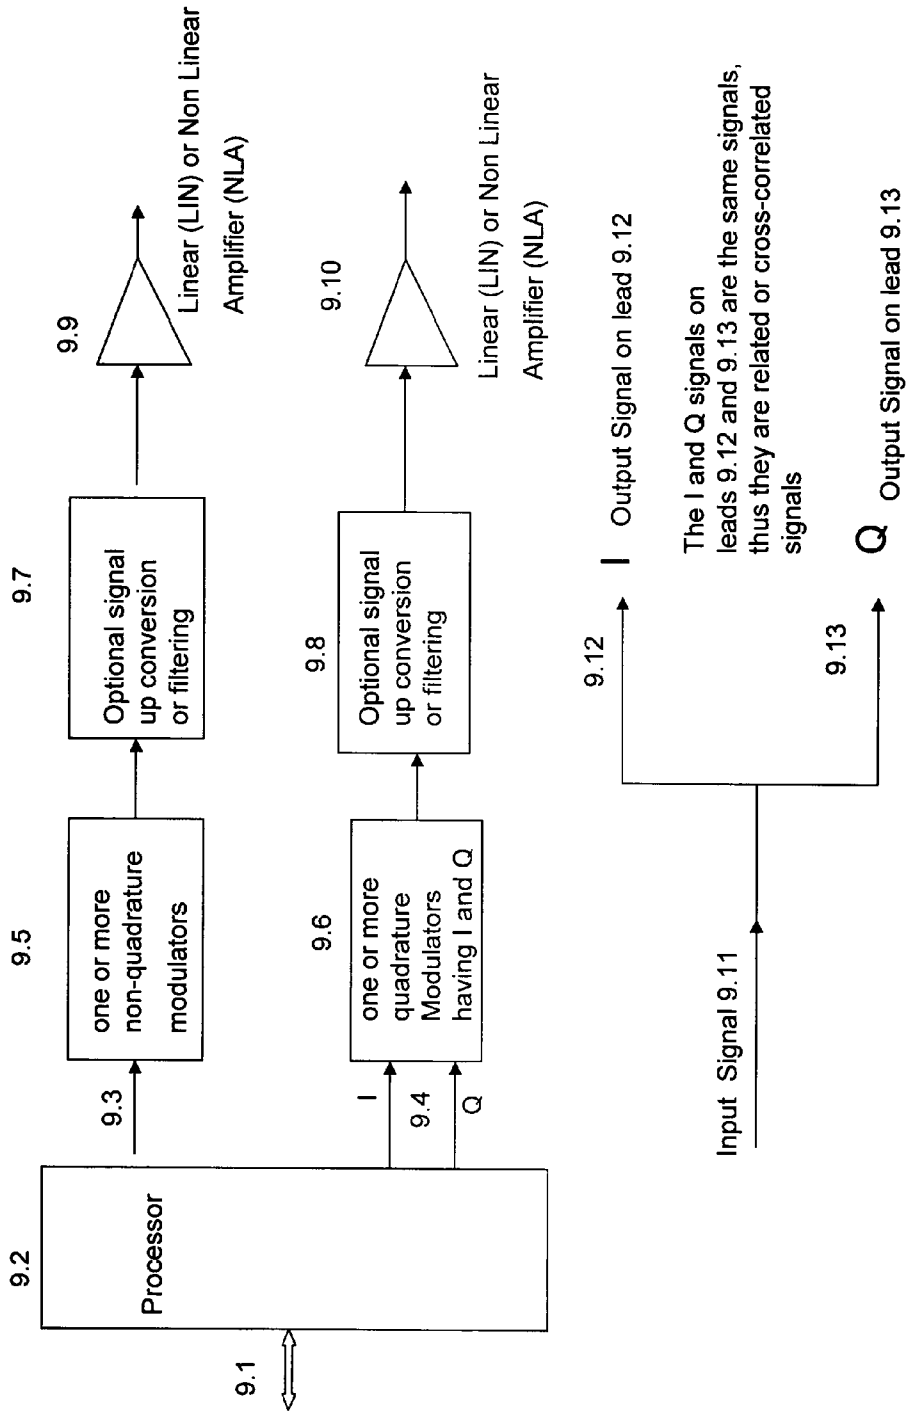 9.1
9.2
Processor
9.3
9.5
one or more
non-quadrature
modulators
9.7
Optional signal
up conversion
or filtering
9.9
Linear (LIN) or Non Linear
Amplifier (NLA)
I
9.4
Q
9.6
one or more
quadrature
Modulators
having I and Q
9.8
Optional signal
up conversion
or filtering
9.10
Linear (LIN) or Non Linear
Amplifier (NLA)
Input Signal 9.11
9.12
I Output Signal on lead 9.12
The I and Q signals on
leads 9.12 and 9.13 are the same signals,
thus they are related or cross-correlated
signals
9.13
Q Output Signal on lead 9.13